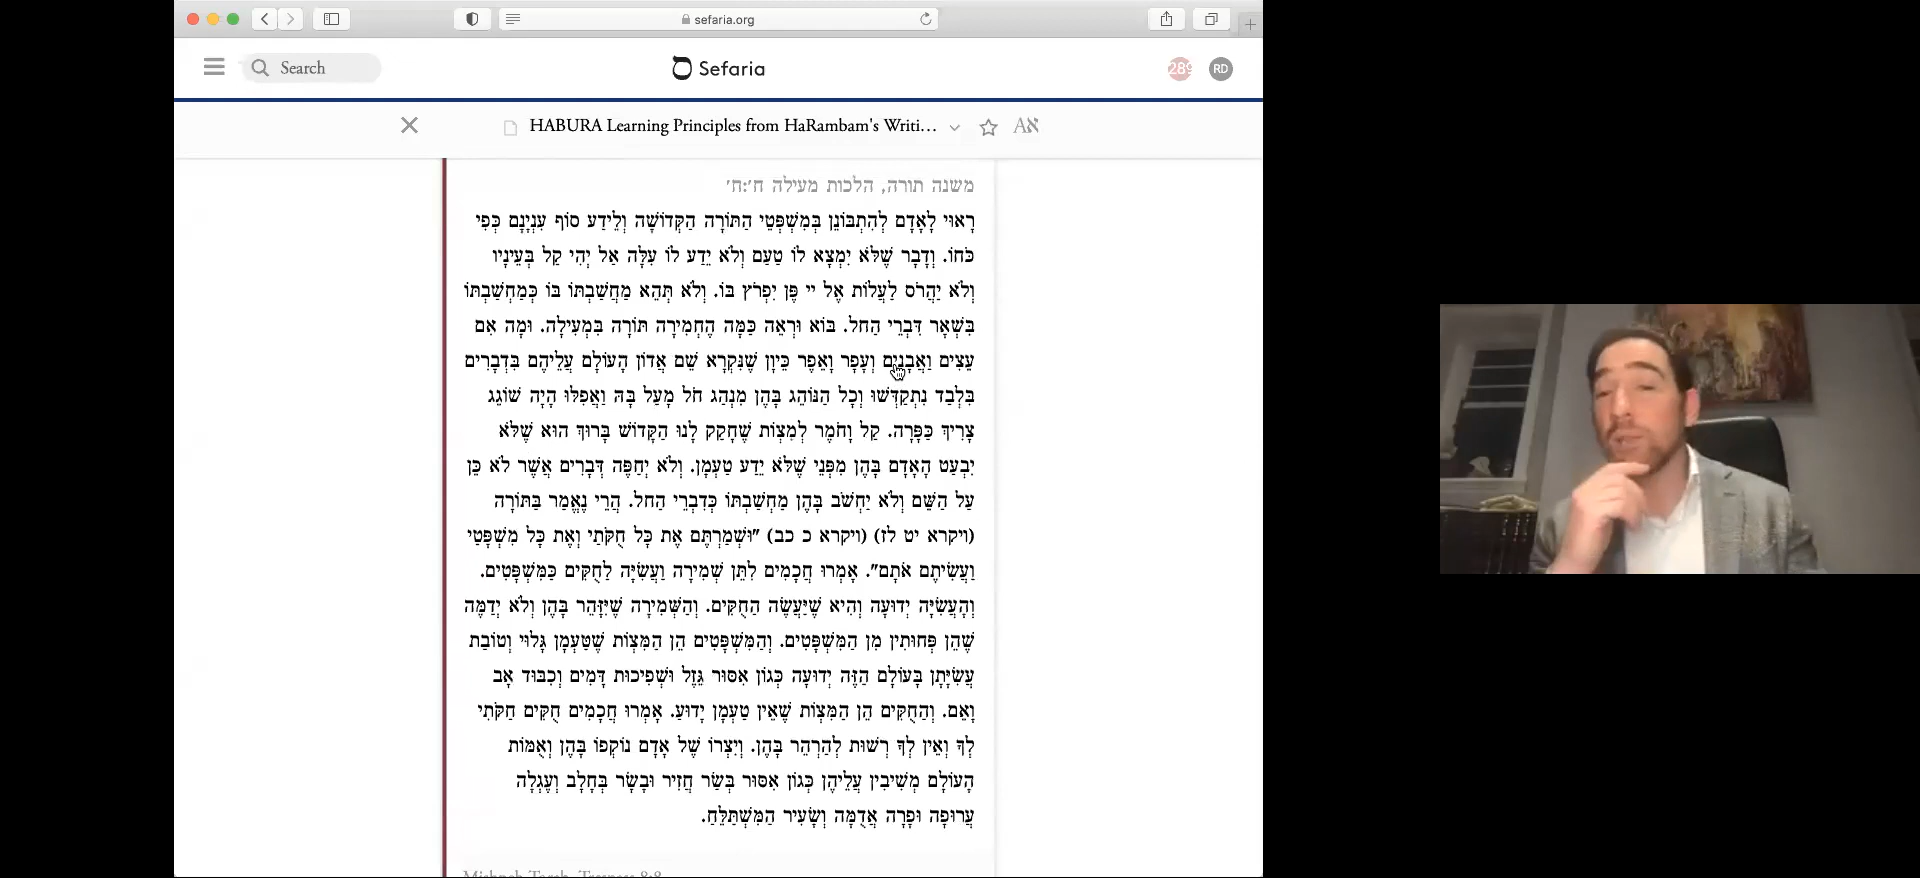 sefaria.org
Search
Sefaria
289
RD
HABURA Learning Principles from HaRambam's Writi...
Aא
משנה תורה, הלכות מעילה ח׳:ח׳
רָאוּי לָאָדָם לְהִתְבּוֹנֵן בְּמִשְׁפְּטֵי הַתּוֹרָה הַקְּדוֹשָׁה וְלֵידַע סוֹף עִנְיָנָם כְּפִי
כֹּחוֹ. וְדָבָר שֶׁלֹּא יִמְצָא לוֹ טַעַם וְלֹא יֵדַע לוֹ עִלָּה אַל יְהִי קַל בְּעֵינָיו
וְלֹא יַהֲרֹס לַעֲלוֹת אֶל יי פֶּן יִפְרֹץ בּוֹ. וְלֹא תְּהֵא מַחֲשַׁבְתּוֹ בּוֹ כְּמַחְשַׁבְתּוֹ
בִּשְׁאָר דִּבְרֵי הַחל. בּוֹא וּרְאֵה כַּמָּה הֶחְמִירָה תּוֹרָה בִּמְעִילָה. וּמָה אִם
עֵצִים וַאֲבָנִים וְעָפָר וָאֵפֶר כֵּיוָן שֶׁנִּקְרָא שֵׁם אֲדוֹן הָעוֹלָם עֲלֵיהֶם בִּדְבָרִים
בִּלְבַד נִתְקַדְּשׁוּ וְכָל הַנּוֹהֵג בָּהֶן מִנְהַג חֹל מָעַל בָּהּ וַאֲפִלּוּ הָיָה שׁוֹגֵג
צָרִיךְ כַּפָּרָה. קַל וָחֹמֶר לְמִצְוֹת שֶׁחָקַק לָנוּ הַקָּדוֹשׁ בָּרוּךְ הוּא שֶׁלֹּא
יִבְעַט הָאָדָם בָּהֶן מִפְּנֵי שֶׁלֹּא יֵדַע טַעְמָן. וְלֹא יְחַפֶּה דְּבָרִים אֲשֶׁר לֹא כֵּן
עַל הַשֵּׁם וְלֹא יַחְשֹׁב בָּהֶן מַחְשַׁבְתּוֹ כְּדִבְרֵי הַחל. הֲרֵי נֶאֱמַר בַּתּוֹרָה
(ויקרא יט לז) (ויקרא כ כב) "וּשְׁמַרְתֶּם אֶת כָּל חֻקֹּתַי וְאֶת כָּל מִשְׁפָּטַי
וַעֲשִׂיתֶם אֹתָם". אָמְרוּ חֲכָמִים לִתֵּן שְׁמִירָה וַעֲשִׂיָּה לַחֻקִּים כַּמִּשְׁפָּטִים.
וְהָעֲשִׂיָּה יְדוּעָה וְהִיא שֶׁיַּעֲשֶׂה הַחֻקִּים. וְהַשְּׁמִירָה שֶׁיִּזָּהֵר בָּהֶן וְלֹא יְדַמֶּה
שֶׁהֵן פְּחוּתִין מִן הַמִּשְׁפָּטִים. וְהַמִּשְׁפָּטִים הֵן הַמִּצְוֹת שֶׁטַּעְמָן גָּלוּי וְטוֹבַת
עֲשִׂיָּתָן בָּעוֹלָם הַזֶּה יְדוּעָה כְּגוֹן אִסּוּר גֵּזֶל וּשְׁפִיכוּת דָּמִים וְכִבּוּד אָב
וָאֵם. וְהַחֻקִּים הֵן הַמִּצְוֹת שֶׁאֵין טַעְמָן יָדוּעַ. אָמְרוּ חֲכָמִים חֻקִּים חַקֹּתִי
לְךָ וְאֵין לְךָ רְשׁוּת לְהַרְהֵר בָּהֶן. וְיִצְרוֹ שֶׁל אָדָם נוֹקְפוֹ בָּהֶן וְאֻמּוֹת
הָעוֹלָם מְשִׁיבִין עֲלֵיהֶן כְּגוֹן אִסּוּר בְּשַׂר חֲזִיר וּבָשָׂר בְּחָלָב וְעֶגְלָה
עֲרוּפָה וּפָרָה אֲדֻמָּה וְשָׂעִיר הַמִּשְׁתַּלֵּחַ.